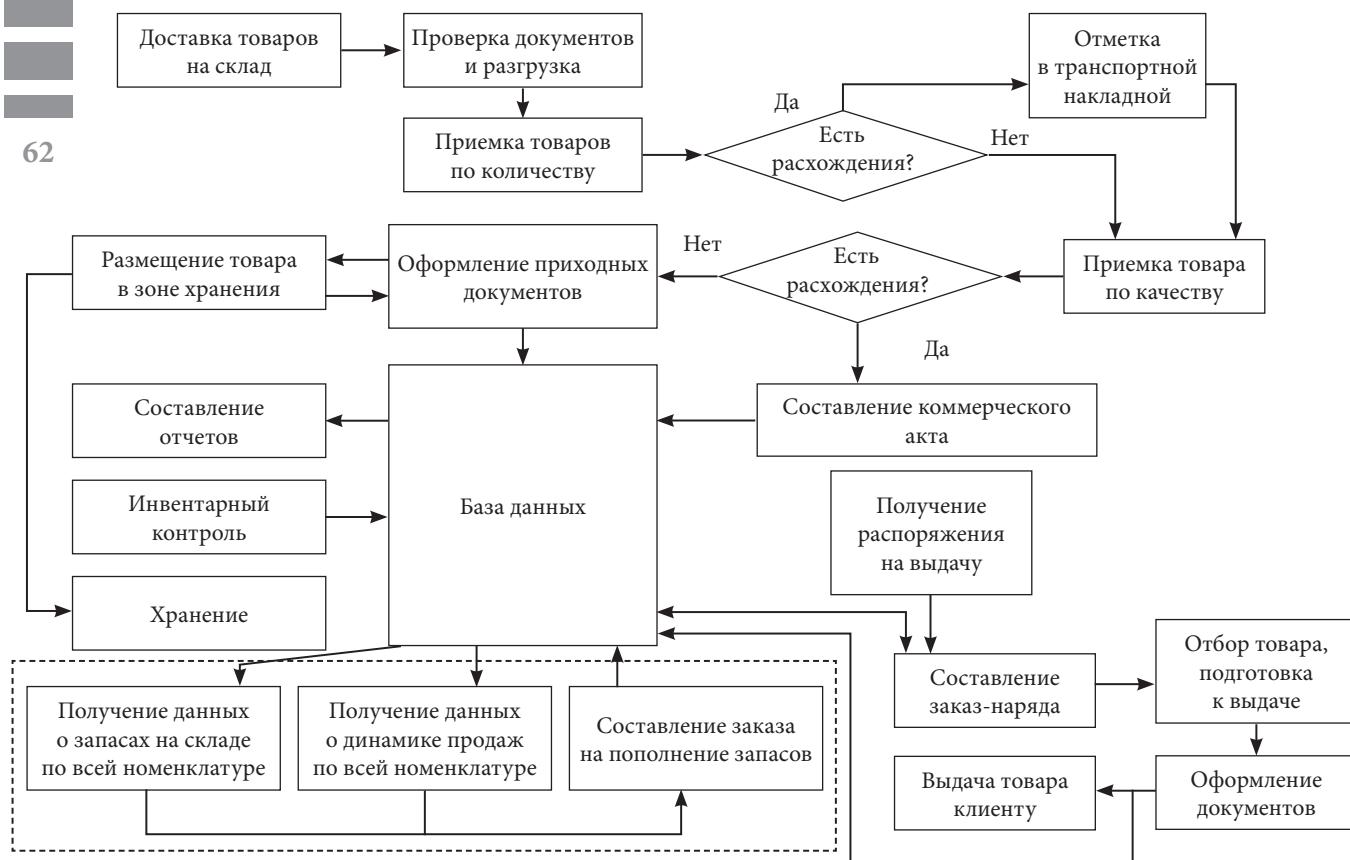 Доставка товаров
на склад
Проверка документов
и разгрузка
Отметка
в транспортной
накладной
62
Приемка товаров
по количеству
Да
Есть
расхождения?
Нет
Размещение товара
в зоне хранения
Оформление приходных
документов
Нет
Есть
расхождения?
Приемка товара
по качеству
Да
Составление
отчетов
Составление коммерческого
акта
Инвентарный
контроль
База данных
Получение
распоряжения
на выдачу
Хранение
Получение данных
о запасах на складе
по всей номенклатуре
Получение данных
о динамике продаж
по всей номенклатуре
Составление заказа
на пополнение запасов
Составление
заказ-наряда
Отбор товара,
подготовка
к выдаче
Выдача товара
клиенту
Оформление
документов